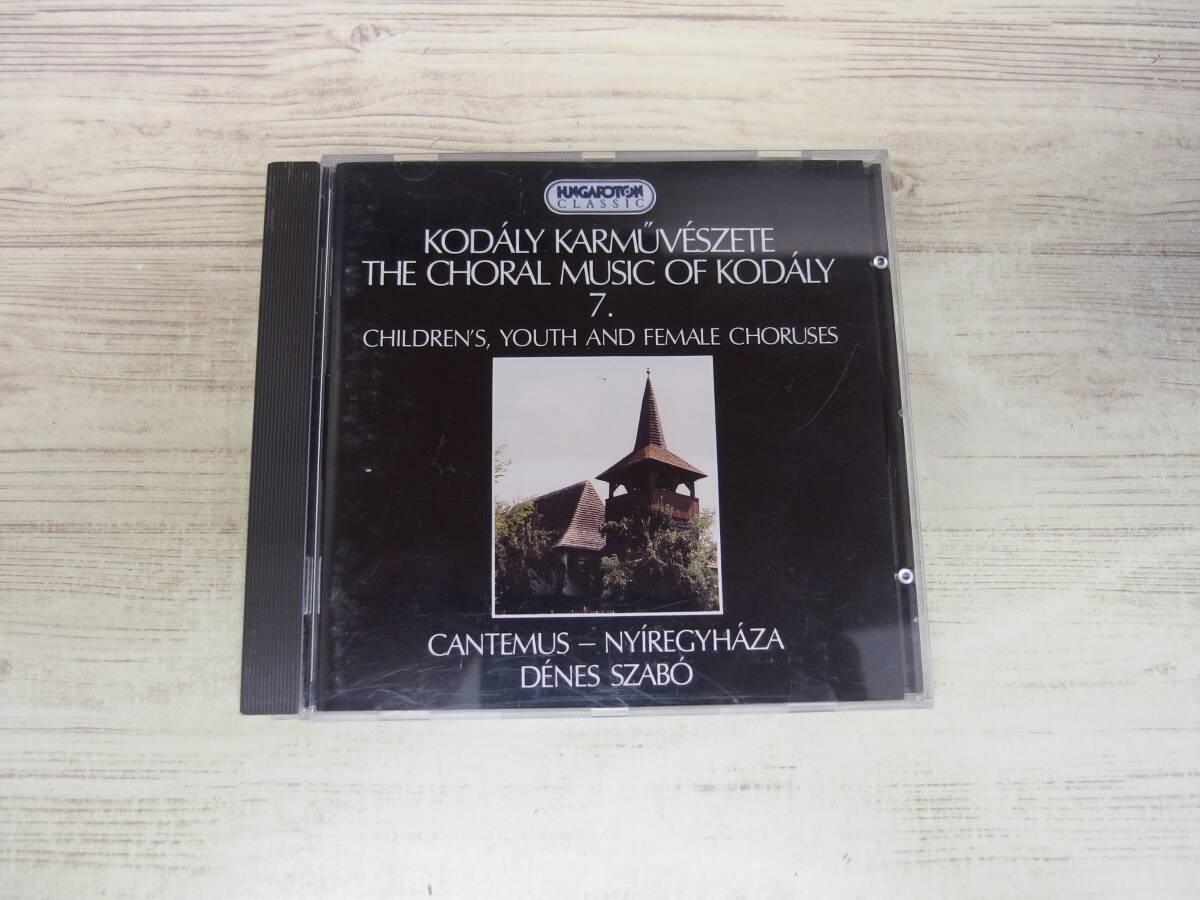 HUNGAROTON
CLASSIC
KODÁLY KARMŰVÉSZETE
THE CHORAL MUSIC OF KODÁLY
7.
CHILDREN'S, YOUTH AND FEMALE CHORUSES
CANTEMUS – NYÍREGYHÁZA
DÉNES SZABÓ